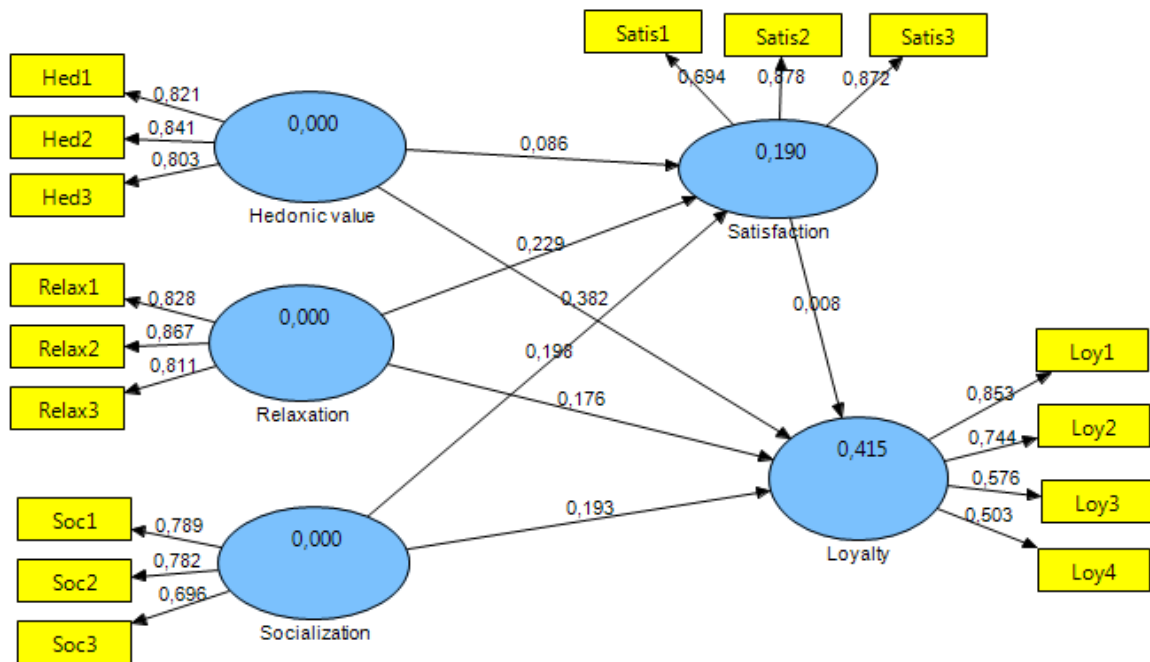 Satis1
Satis2
Satis3
0,694
0,878
0,872
Hed1
Hed2
Hed3
0,821
0,841
0,803
0,000
Hedonic value
0,086
0,190
Satisfaction
0,229
0,382
0,198
0,008
Relax1
Relax2
Relax3
0,828
0,867
0,811
0,000
Relaxation
0,176
0,415
Loyalty
0,853
0,744
0,576
0,503
Loy1
Loy2
Loy3
Loy4
Soc1
Soc2
Soc3
0,789
0,782
0,696
0,000
Socialization
0,193